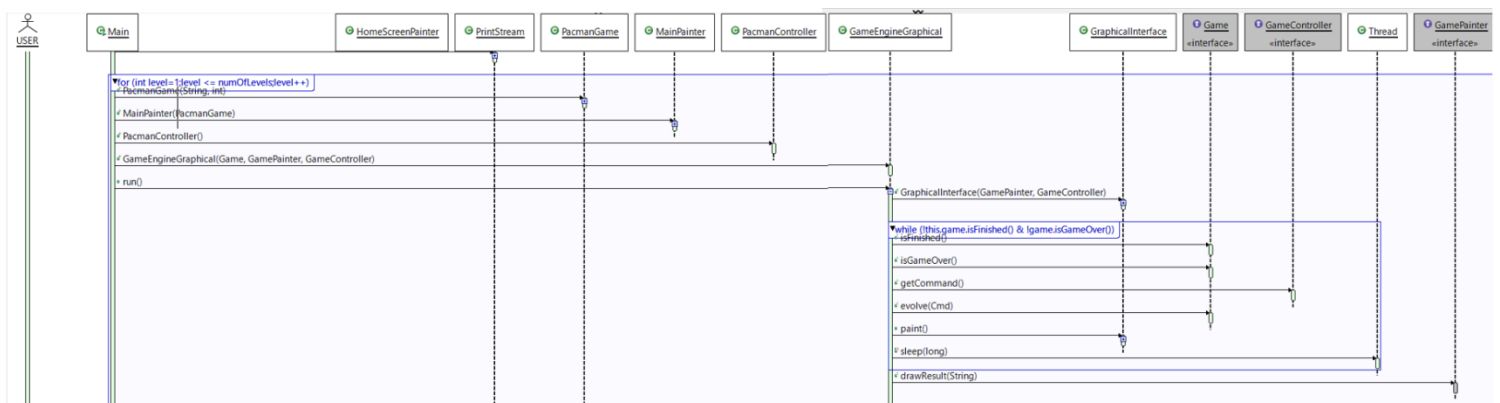 USER
Main
HomeScreenPainter
PrintStream
PacmanGame
MainPainter
PacmanController
GameEngineGraphical
GraphicalInterface
Game
«interface»
GameController
«interface»
Thread
GamePainter
«interface»
for (int level=1;level <= numOfLevels;level++)
PacmanGame(String, int)
MainPainter(PacmanGame)
PacmanController()
GameEngineGraphical(Game, GamePainter, GameController)
run()
GraphicalInterface(GamePainter, GameController)
while (!this.game.isFinished() & !game.isGameOver())
isFinished()
isGameOver()
getCommand()
evolve(Cmd)
paint()
sleep(long)
drawResult(String)